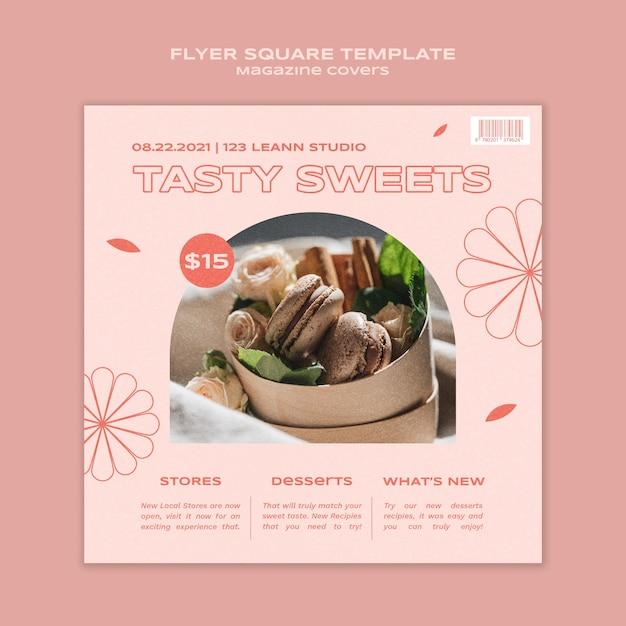 FLYER SQUARE TEMPLATE
Magazine covers
08.22.2021 | 123 LEANN STUDIO
TASTY SWEETS
$15
STORES
New Local Stores are now
open, visit it now for an
exciting experience that.
Desserts
That will truly match your
sweet taste. New Recipies
that you need to try!
WHAT'S NEW
Try our new desserts
recipies, it was easy and
you can truly enjoy!